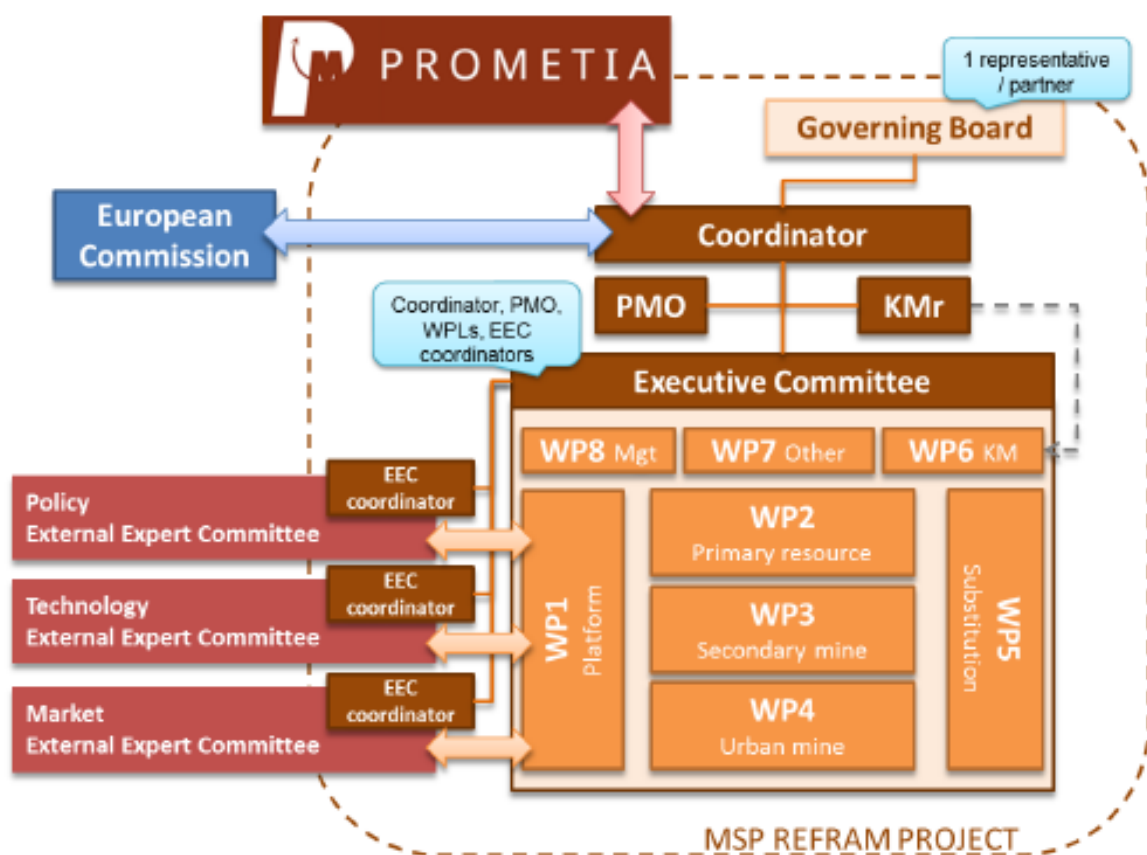 PM PROMETIA
1 representative
/ partner
Governing Board
European
Commission
Coordinator
PMO
KMr
Coordinator, PMO,
WPLs, EEC
coordinators
Executive Committee
WP8 Mgt
WP7 Other
WP6 KM
EEC
coordinator
Policy
External Expert Committee
EEC
coordinator
Technology
External Expert Committee
EEC
coordinator
Market
External Expert Committee
WP1
Platform
WP2
Primary resource
WP3
Secondary mine
WP4
Urban mine
WP5
Substitution
MSP REFRAM PROJECT